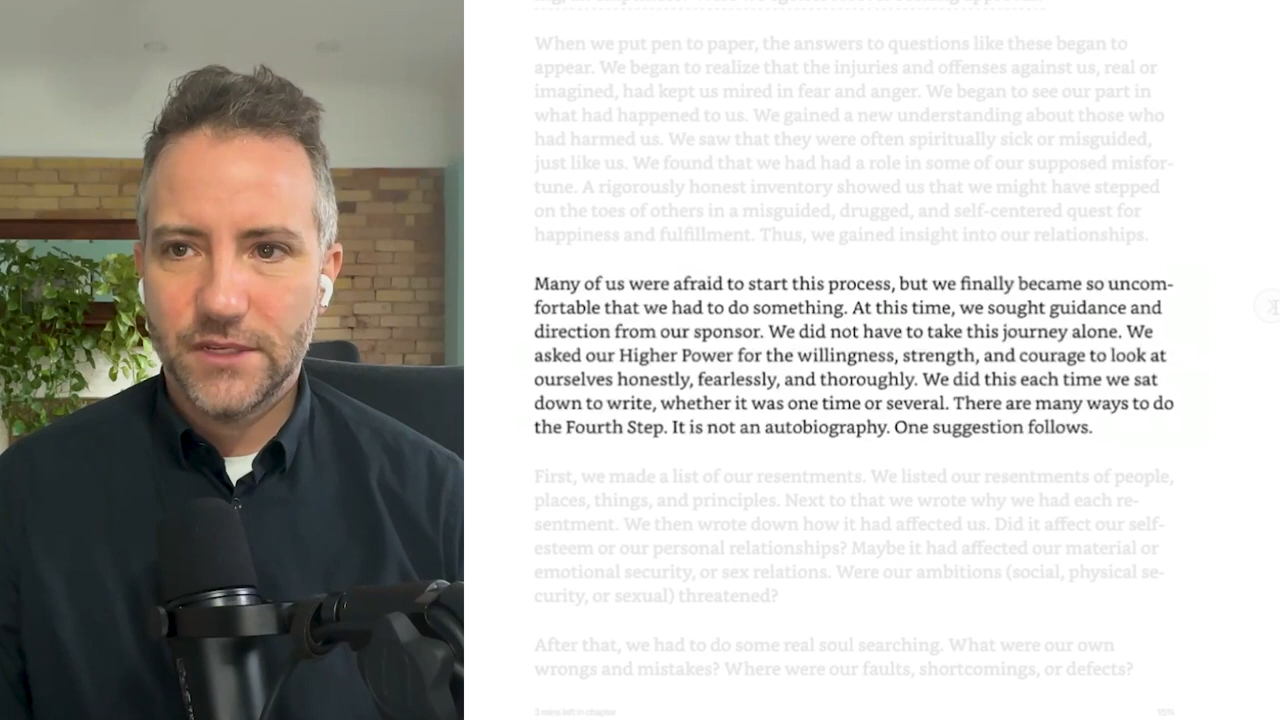 When we put pen to paper, the answers to questions like these began to
appear. We began to realize that the injuries and offenses against us, real or
imagined, had kept us mired in fear and anger. We began to see our part in
what had happened to us. We gained a new understanding about those who
had harmed us. We saw that they were often spiritually sick or misguided,
just like us. We found that we had had a role in some of our supposed misfor-
tune. A rigorously honest inventory showed us that we might have stepped
on the toes of others in a misguided, drugged, and self-centered quest for
happiness and fulfillment. Thus, we gained insight into our relationships.
Many of us were afraid to start this process, but we finally became so uncom-
fortable that we had to do something. At this time, we sought guidance and
direction from our sponsor. We did not have to take this journey alone. We
asked our Higher Power for the willingness, strength, and courage to look at
ourselves honestly, fearlessly, and thoroughly. We did this each time we sat
down to write, whether it was one time or several. There are many ways to do
the Fourth Step. It is not an autobiography. One suggestion follows.
First, we made a list of our resentments. We listed our resentments of people,
places, things, and principles. Next to that we wrote why we had each re-
sentment. We then wrote down how it had affected us. Did it affect our self-
esteem or our personal relationships? Maybe it had affected our material or
emotional security, or sex relations. Were our ambitions (social, physical se-
curity, or sexual) threatened?
After that, we had to do some real soul searching. What were our own
wrongs and mistakes? Where were our faults, shortcomings, or defects?
3 mins left in chapter
15%